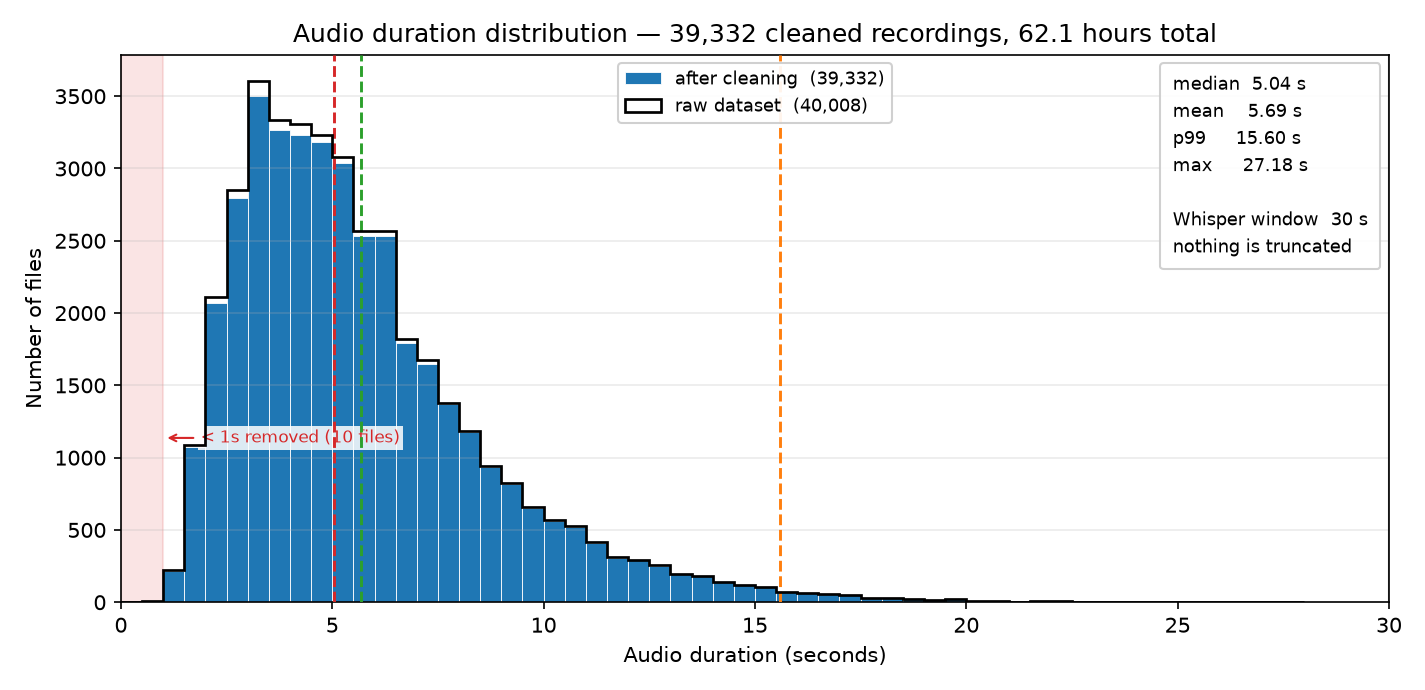 Audio duration distribution — 39,332 cleaned recordings, 62.1 hours total
after cleaning (39,332)
raw dataset (40,008)
median 5.04 s
mean 5.69 s
p99 15.60 s
max 27.18 s
Whisper window 30 s
nothing is truncated
Number of files
3500
3000
2500
2000
1500
1000
500
0
< 1s removed (10 files)
0 5 10 15 20 25 30
Audio duration (seconds)